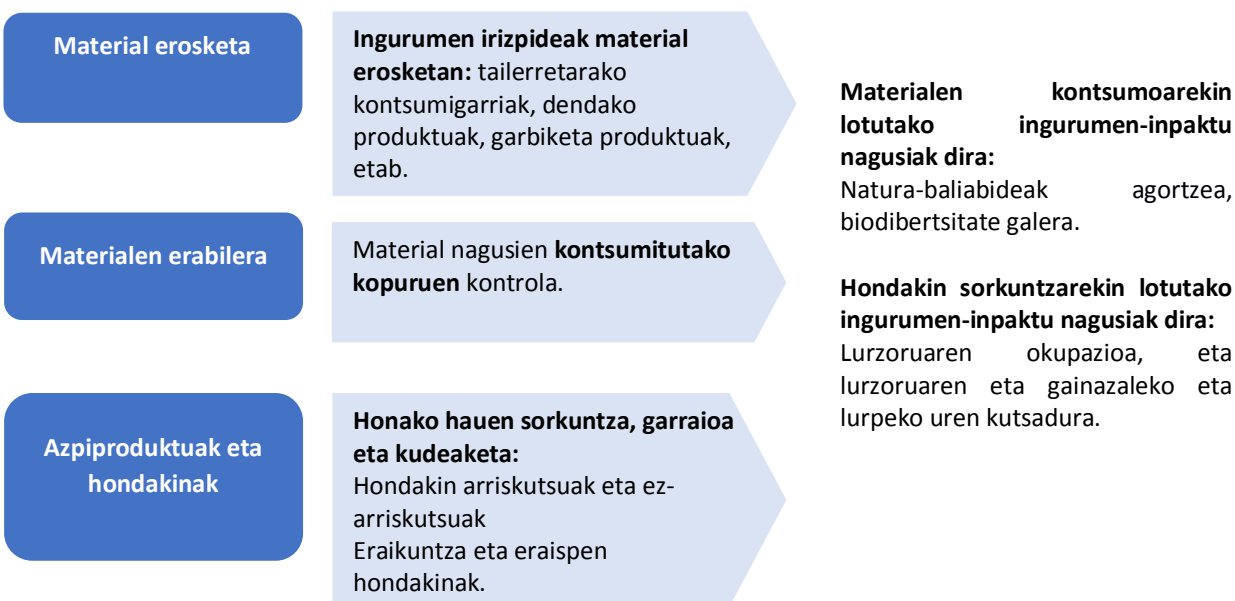 Material erosketa
Ingurumen irizpideak material
erosketan: tailerretarako
kontsumigarriak, dendako
produktuak, garbiketa produktuak,
etab.
Materialen erabilera
Material nagusien kontsumitutako
kopuruen kontrola.
Azpiproduktuak eta
hondakinak
Honako hauen sorkuntza, garraioa
eta kudeaketa:
Hondakin arriskutsuak eta ez-
arriskutsuak
Eraikuntza eta eraispen
hondakinak.
Materialen kontsumoarekin
lotutako ingurumen-inpaktu
nagusiak dira:
Natura-baliabideak agortzea,
biodibertsitate galera.
Hondakin sorkuntzarekin lotutako
ingurumen-inpaktu nagusiak dira:
Lurzoruaren okupazioa, eta
lurzoruaren eta gainazaleko eta
lurpeko uren kutsadura.